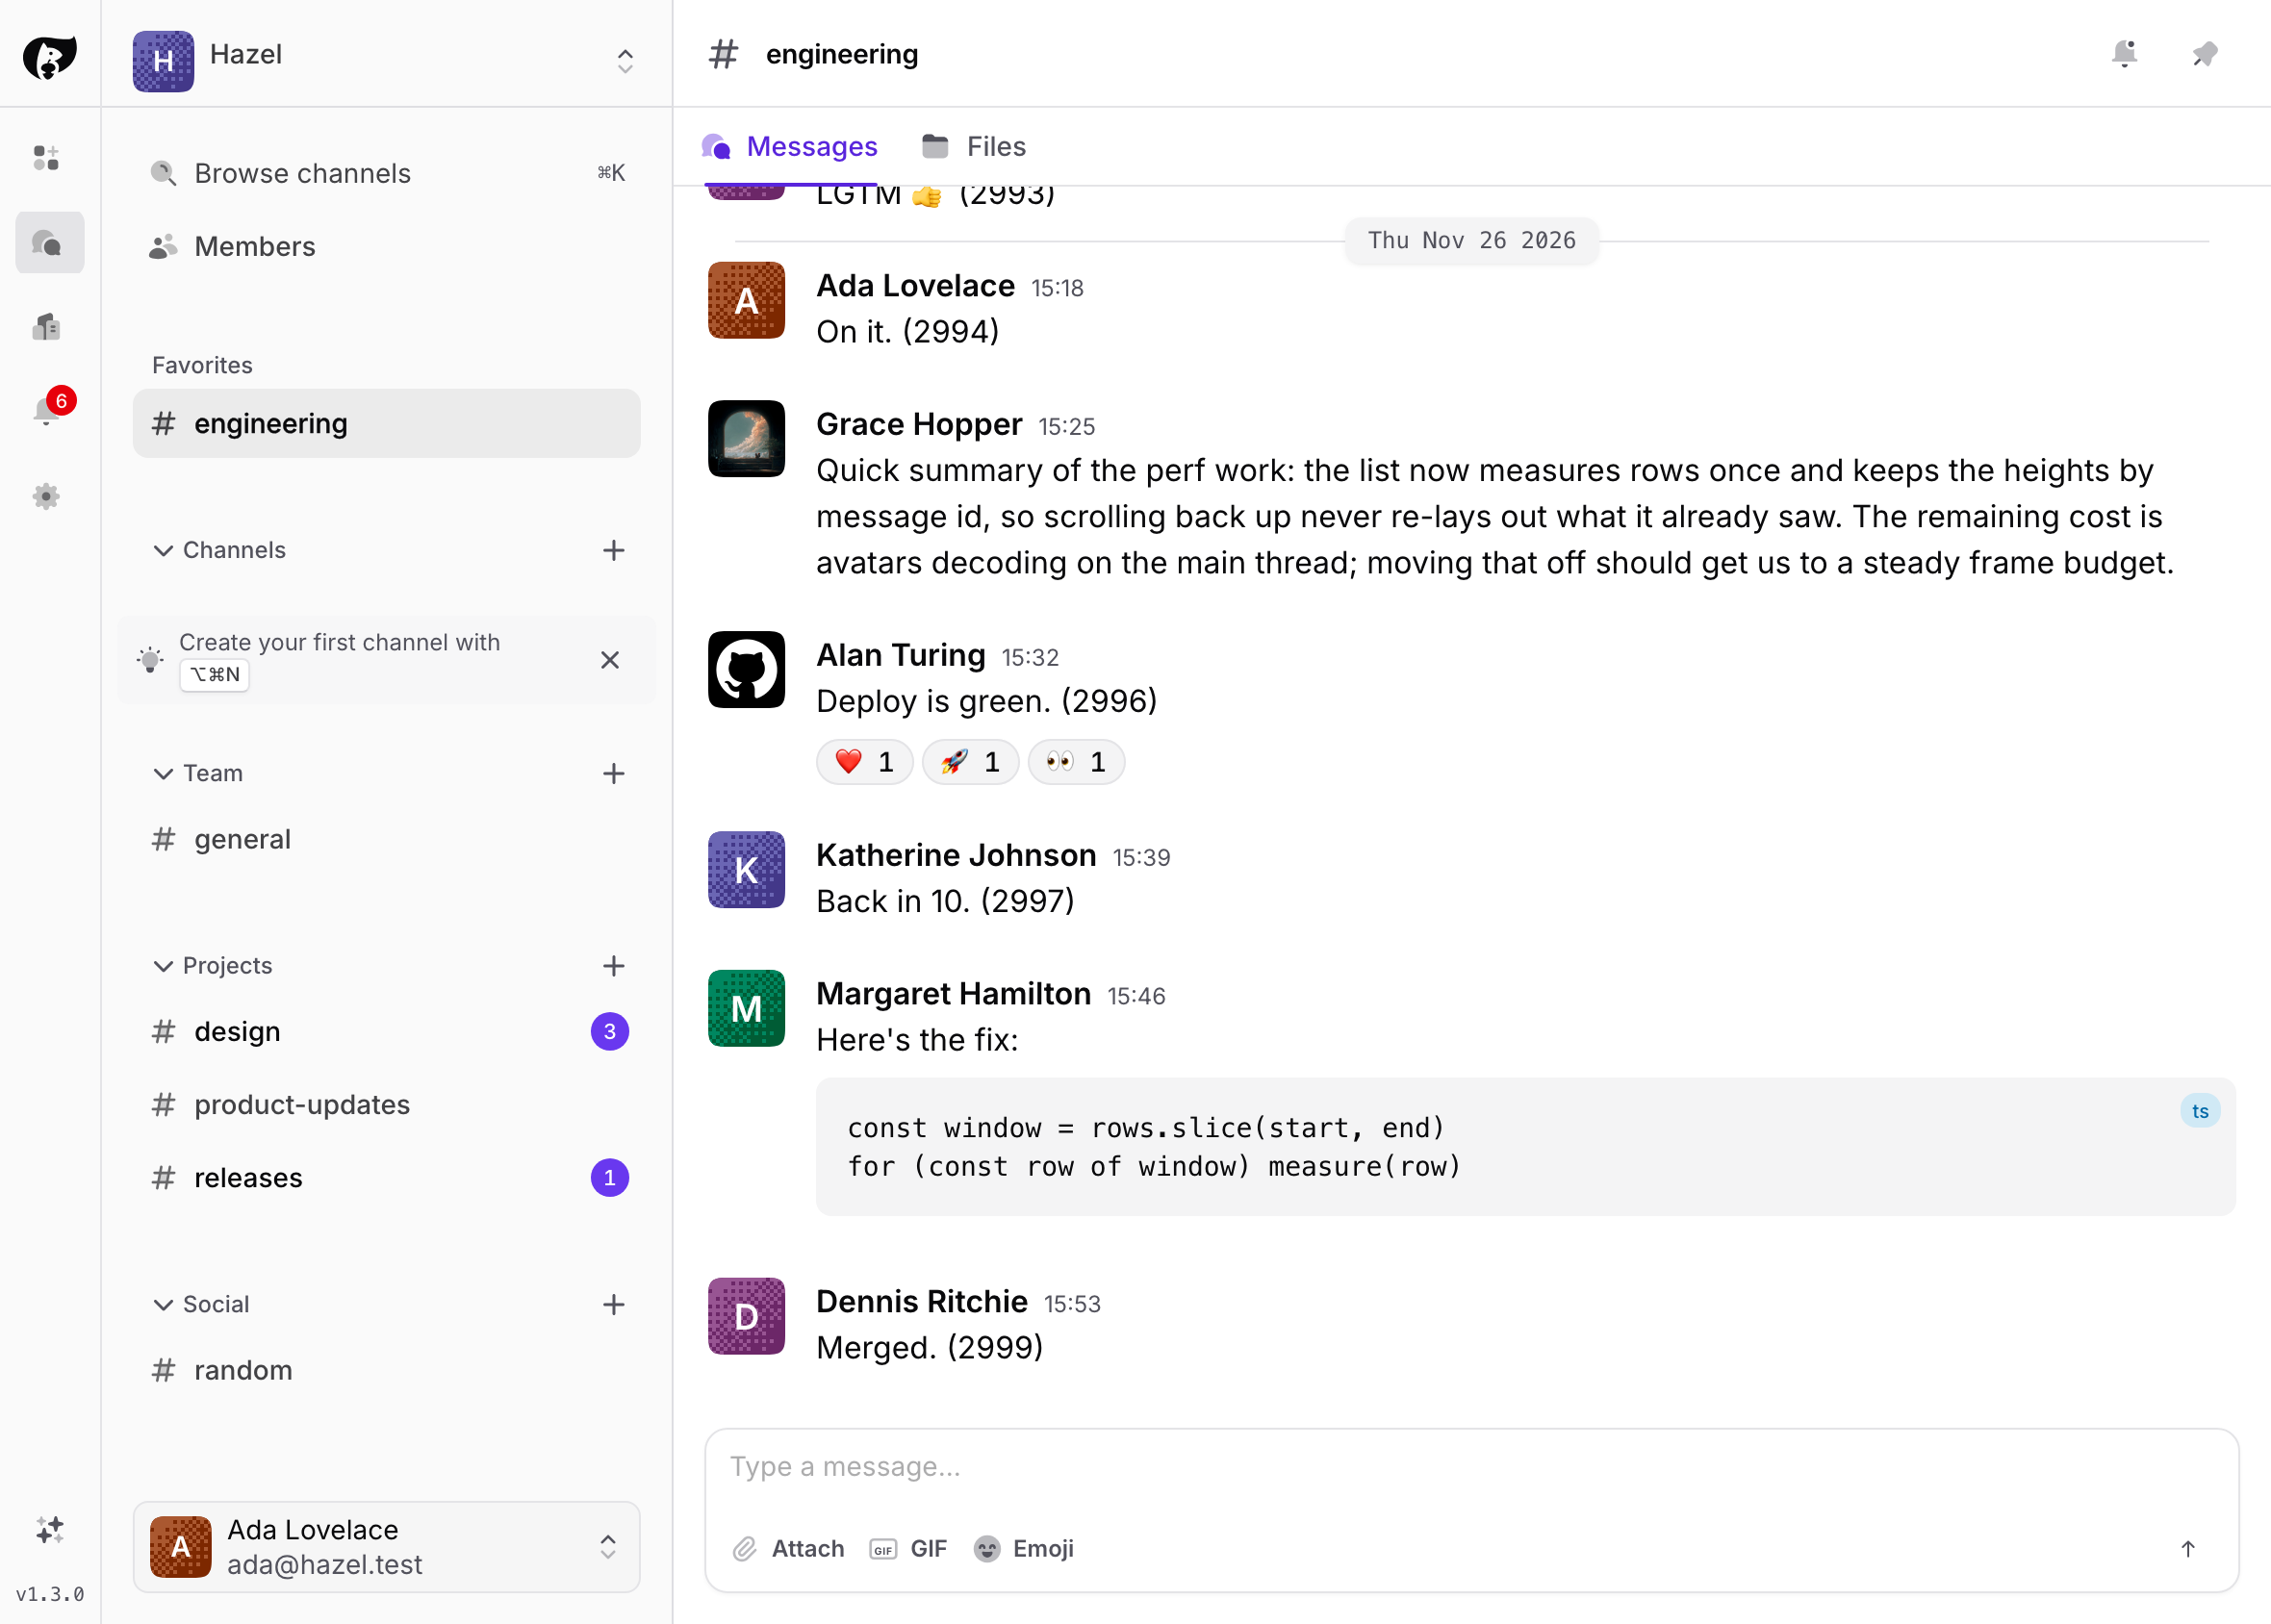 H Hazel
Browse channels ⌘K
Members
6
Favorites
# engineering
Channels
Create your first channel with
⌥⌘N
Team
# general
Projects
# design 3
# product-updates
# releases 1
Social
# random
A Ada Lovelace
ada@hazel.test
v1.3.0
# engineering
Messages Files
LGTM 👍 (2993)
Thu Nov 26 2026
A
Ada Lovelace 15:18
On it. (2994)
Grace Hopper 15:25
Quick summary of the perf work: the list now measures rows once and keeps the heights by
message id, so scrolling back up never re-lays out what it already saw. The remaining cost is
avatars decoding on the main thread; moving that off should get us to a steady frame budget.
Alan Turing 15:32
Deploy is green. (2996)
❤️ 1 🚀 1 👀 1
K
Katherine Johnson 15:39
Back in 10. (2997)
M
Margaret Hamilton 15:46
Here's the fix:
ts
const window = rows.slice(start, end)
for (const row of window) measure(row)
D
Dennis Ritchie 15:53
Merged. (2999)
Type a message...
Attach GIF GIF Emoji